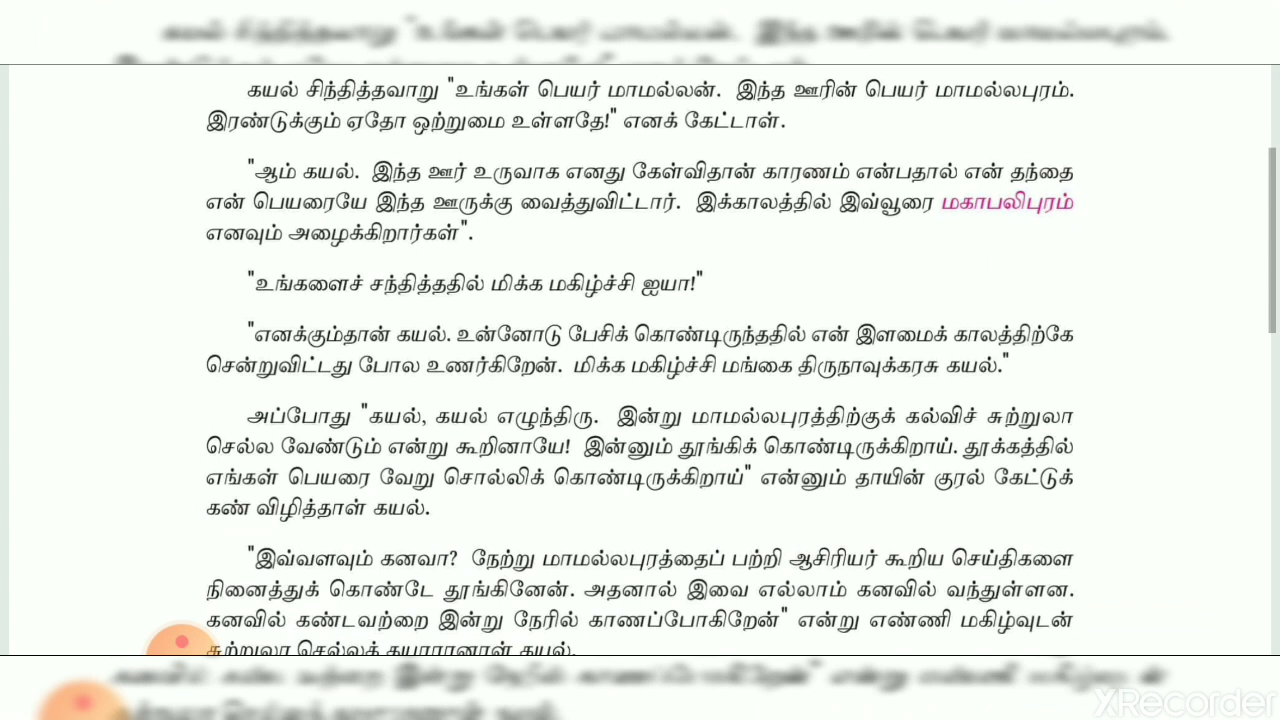 கயல் சிந்தித்தவாறு "உங்கள் பெயர் மாமல்லன். இந்த ஊரின் பெயர் மாமல்லபுரம்.
இரண்டுக்கும் ஏதோ ஒற்றுமை உள்ளதே!" எனக் கேட்டாள்.
"ஆம் கயல். இந்த ஊர் உருவாக எனது கேள்விதான் காரணம் என்பதால் என் தந்தை
என் பெயரையே இந்த ஊருக்கு வைத்துவிட்டார். இக்காலத்தில் இவ்வூரை மகாபலிபுரம்
எனவும் அழைக்கிறார்கள்".
"உங்களைச் சந்தித்ததில் மிக்க மகிழ்ச்சி ஐயா!"
"எனக்கும்தான் கயல். உன்னோடு பேசிக் கொண்டிருந்ததில் என் இளமைக் காலத்திற்கே
சென்றுவிட்டது போல உணர்கிறேன். மிக்க மகிழ்ச்சி மங்கை திருநாவுக்கரசு கயல்."
அப்போது "கயல், கயல் எழுந்திரு. இன்று மாமல்லபுரத்திற்குக் கல்விச் சுற்றுலா
செல்ல வேண்டும் என்று கூறினாயே! இன்னும் தூங்கிக் கொண்டிருக்கிறாய். தூக்கத்தில்
எங்கள் பெயரை வேறு சொல்லிக் கொண்டிருக்கிறாய்" என்னும் தாயின் குரல் கேட்டுக்
கண் விழித்தாள் கயல்.
"இவ்வளவும் கனவா? நேற்று மாமல்லபுரத்தைப் பற்றி ஆசிரியர் கூறிய செய்திகளை
நினைத்துக் கொண்டே தூங்கினேன். அதனால் இவை எல்லாம் கனவில் வந்துள்ளன.
கனவில் கண்டவற்றை இன்று நேரில் காணப்போகிறேன்" என்று எண்ணி மகிழ்வுடன்
சுற்றுலா செல்லத் தயாரானாள் கயல்.
XRecorder